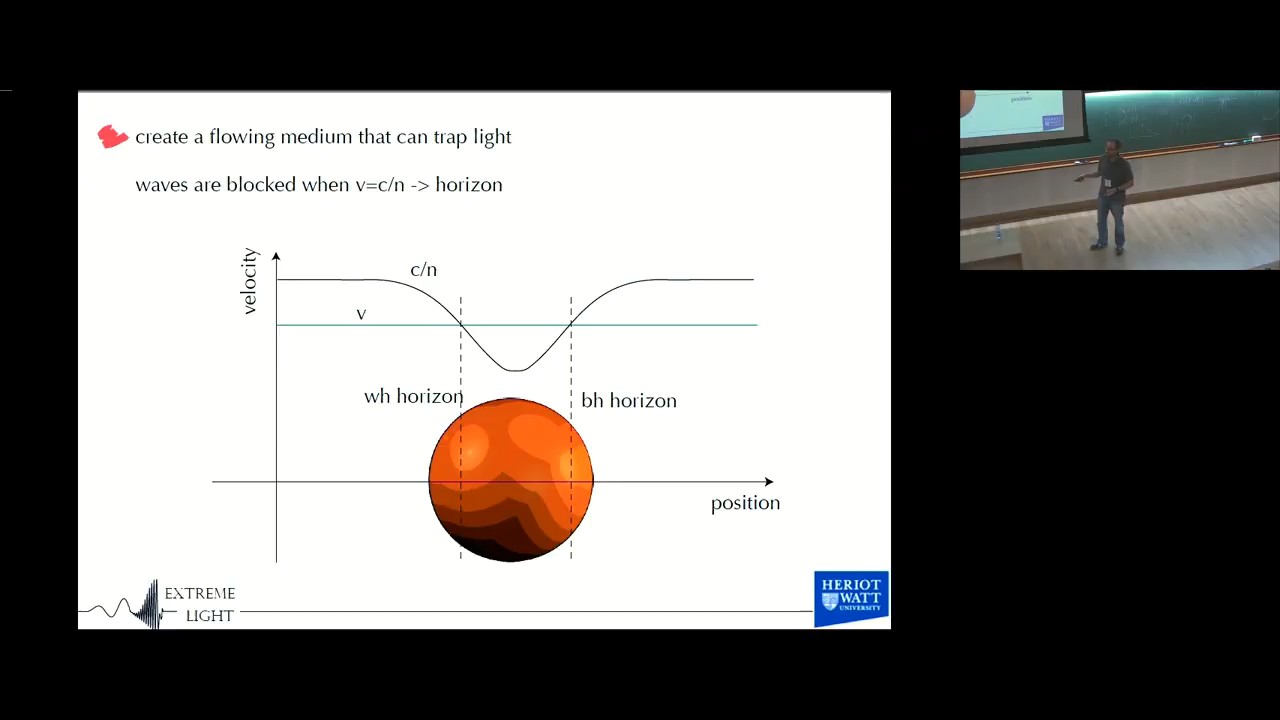 create a flowing medium that can trap light
waves are blocked when v=c/n -> horizon
velocity
c/n
v
wh horizon
bh horizon
position
EXTREME
LIGHT
HERIOT
WATT
UNIVERSITY
position